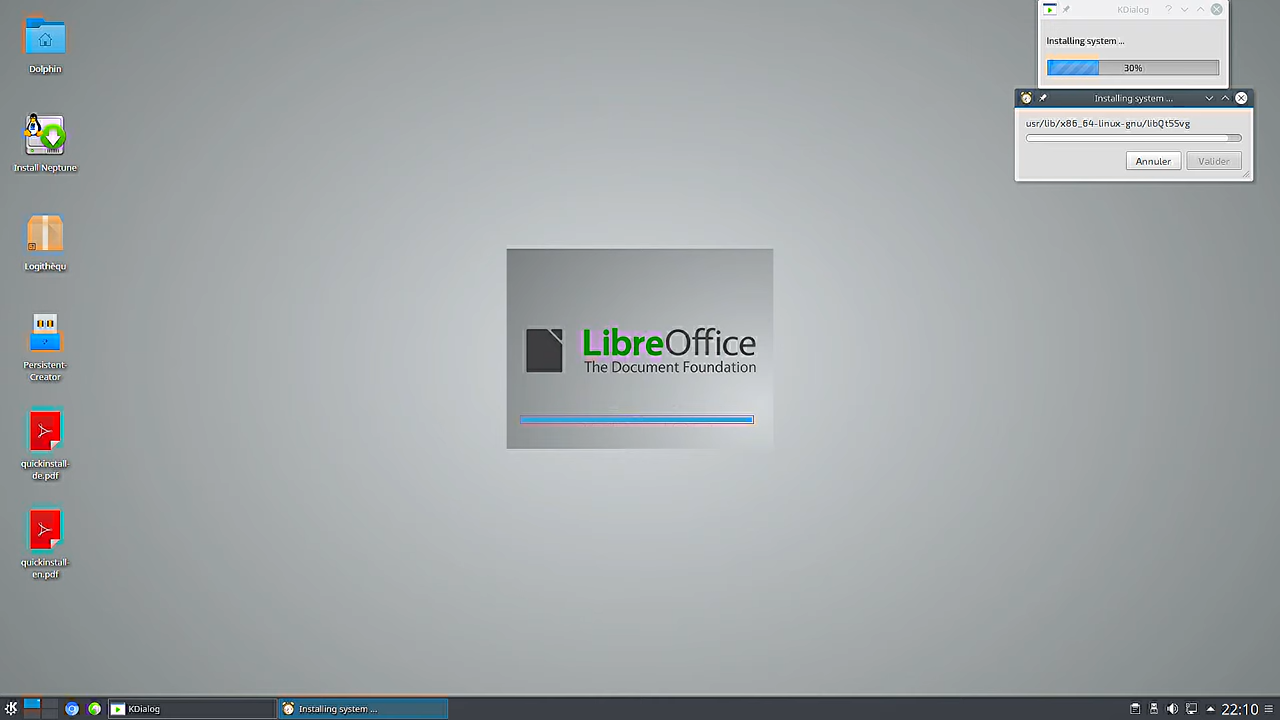 Dolphin
Install Neptune
Logithèqu
Persistent-
Creator
quickinstall-
de.pdf
quickinstall-
en.pdf
KDialog
Installing system ...
30%
Installing system ...
usr/lib/x86_64-linux-gnu/libQt5Svg
Annuler
Valider
LibreOffice
The Document Foundation
KDialog
Installing system ...
22:10